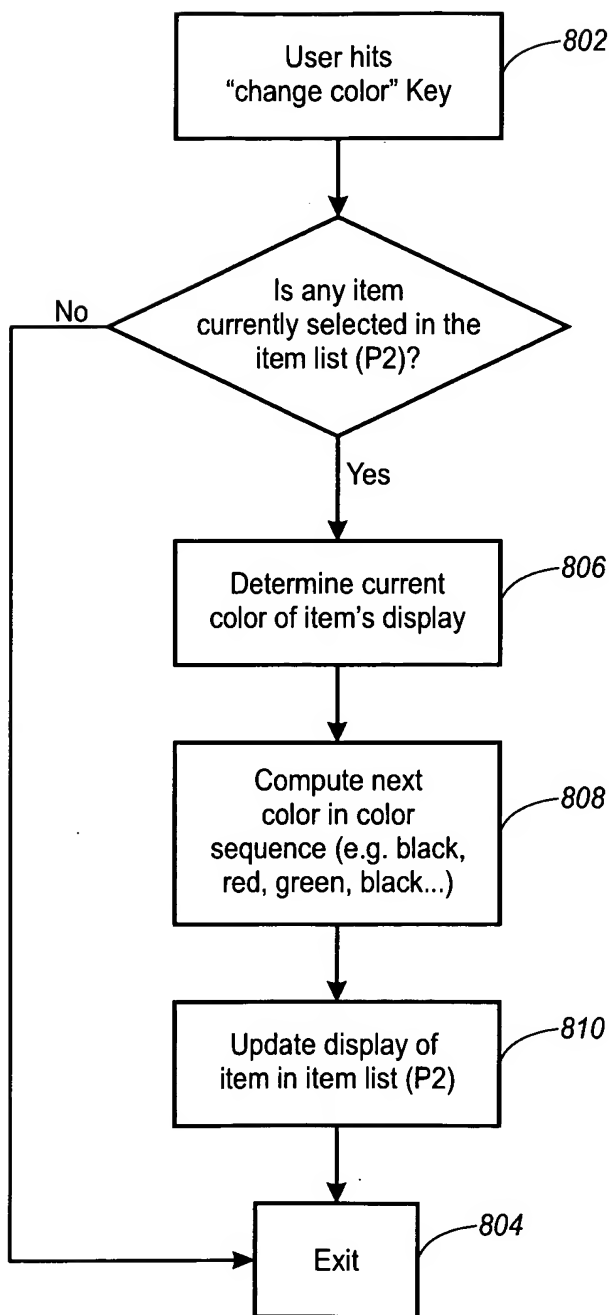 User hits
"change color" Key
802
Is any item
currently selected in the
item list (P2)?
No
Yes
Determine current
color of item's display
806
Compute next
color in color
sequence (e.g. black,
red, green, black...)
808
Update display of
item in item list (P2)
810
Exit
804